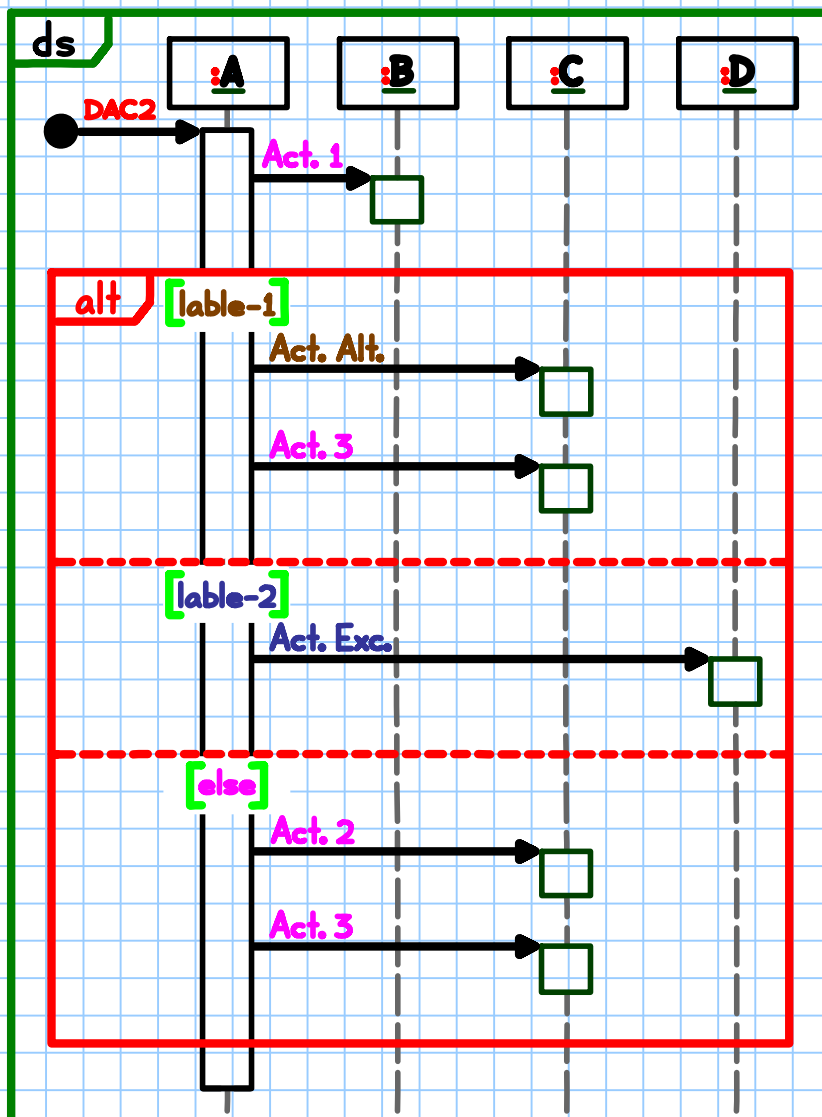 ds
:A
:B
:C
:D
DAC2
Act. 1
alt
[lable-1]
Act. Alt.
Act. 3
[lable-2]
Act. Exc.
[else]
Act. 2
Act. 3